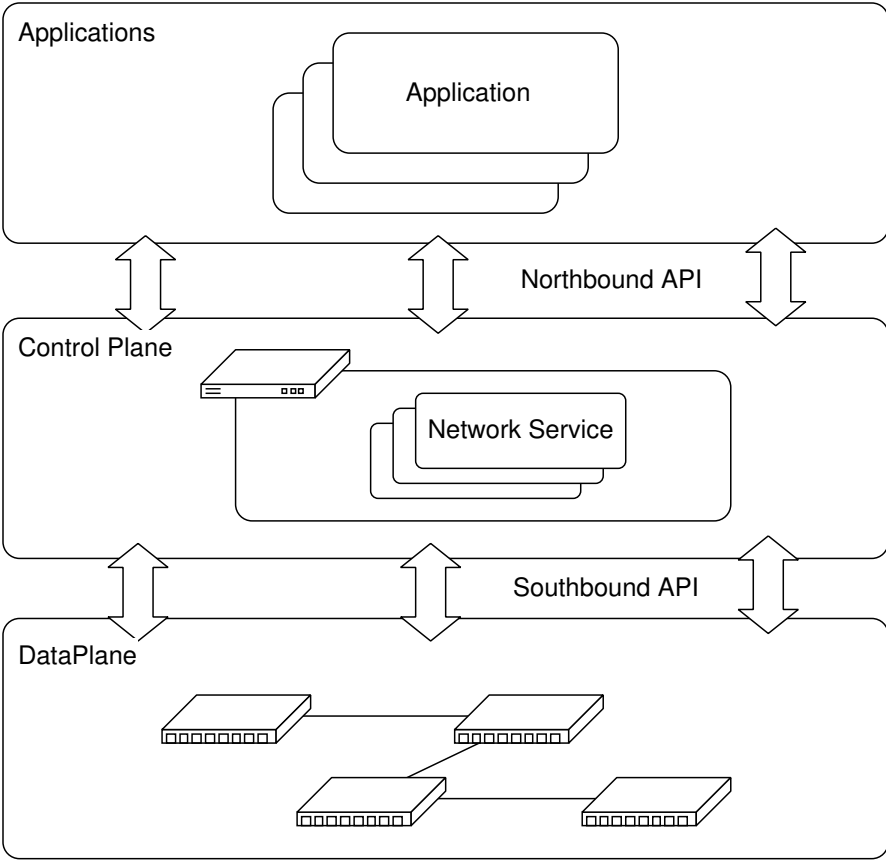 Applications
Application
Northbound API
Control Plane
Network Service
Southbound API
DataPlane